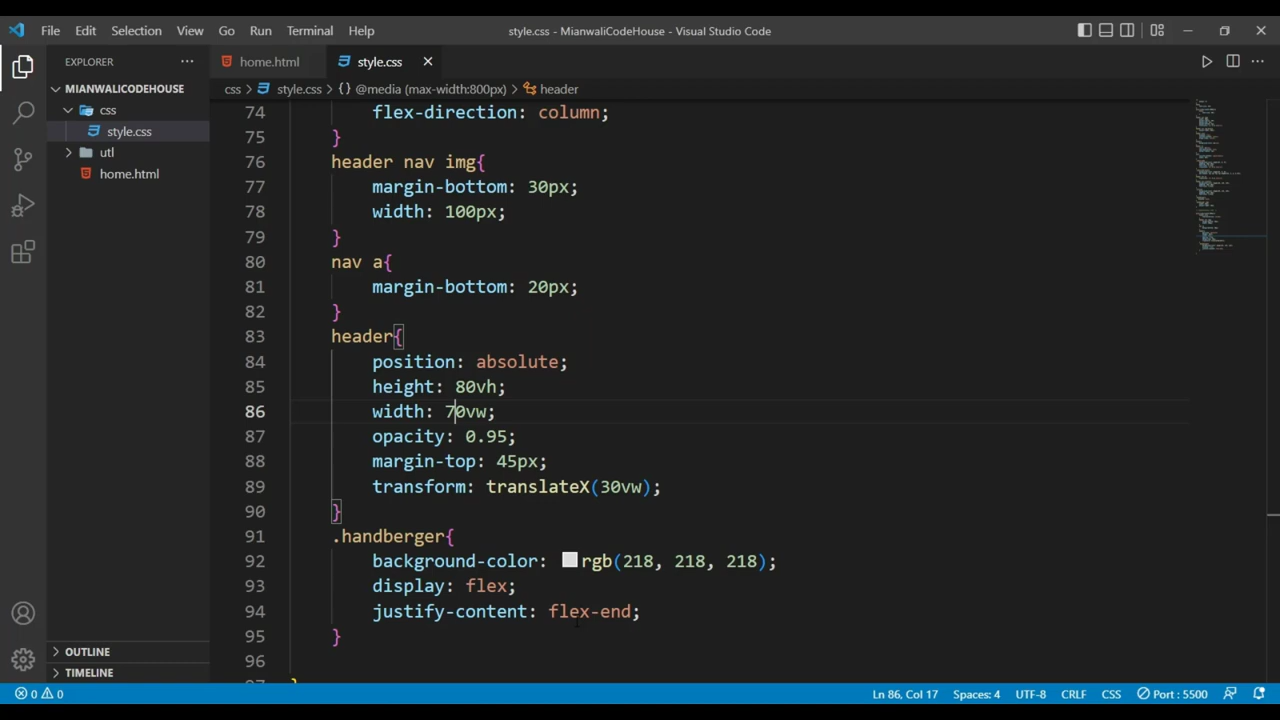 File Edit Selection View Go Run Terminal Help style.css - MianwaliCodeHouse - Visual Studio Code
EXPLORER
MIANWALICODEHOUSE
css
style.css
utl
home.html
OUTLINE
TIMELINE
home.html style.css
css > style.css > {} @media (max-width:800px) > header
74 flex-direction: column;
75 }
76 header nav img{
77 margin-bottom: 30px;
78 width: 100px;
79 }
80 nav a{
81 margin-bottom: 20px;
82 }
83 header{
84 position: absolute;
85 height: 80vh;
86 width: 70vw;
87 opacity: 0.95;
88 margin-top: 45px;
89 transform: translateX(30vw);
90 }
91 .handberger{
92 background-color: rgb(218, 218, 218);
93 display: flex;
94 justify-content: flex-end;
95 }
96
0 0 Ln 86, Col 17 Spaces: 4 UTF-8 CRLF CSS Port : 5500